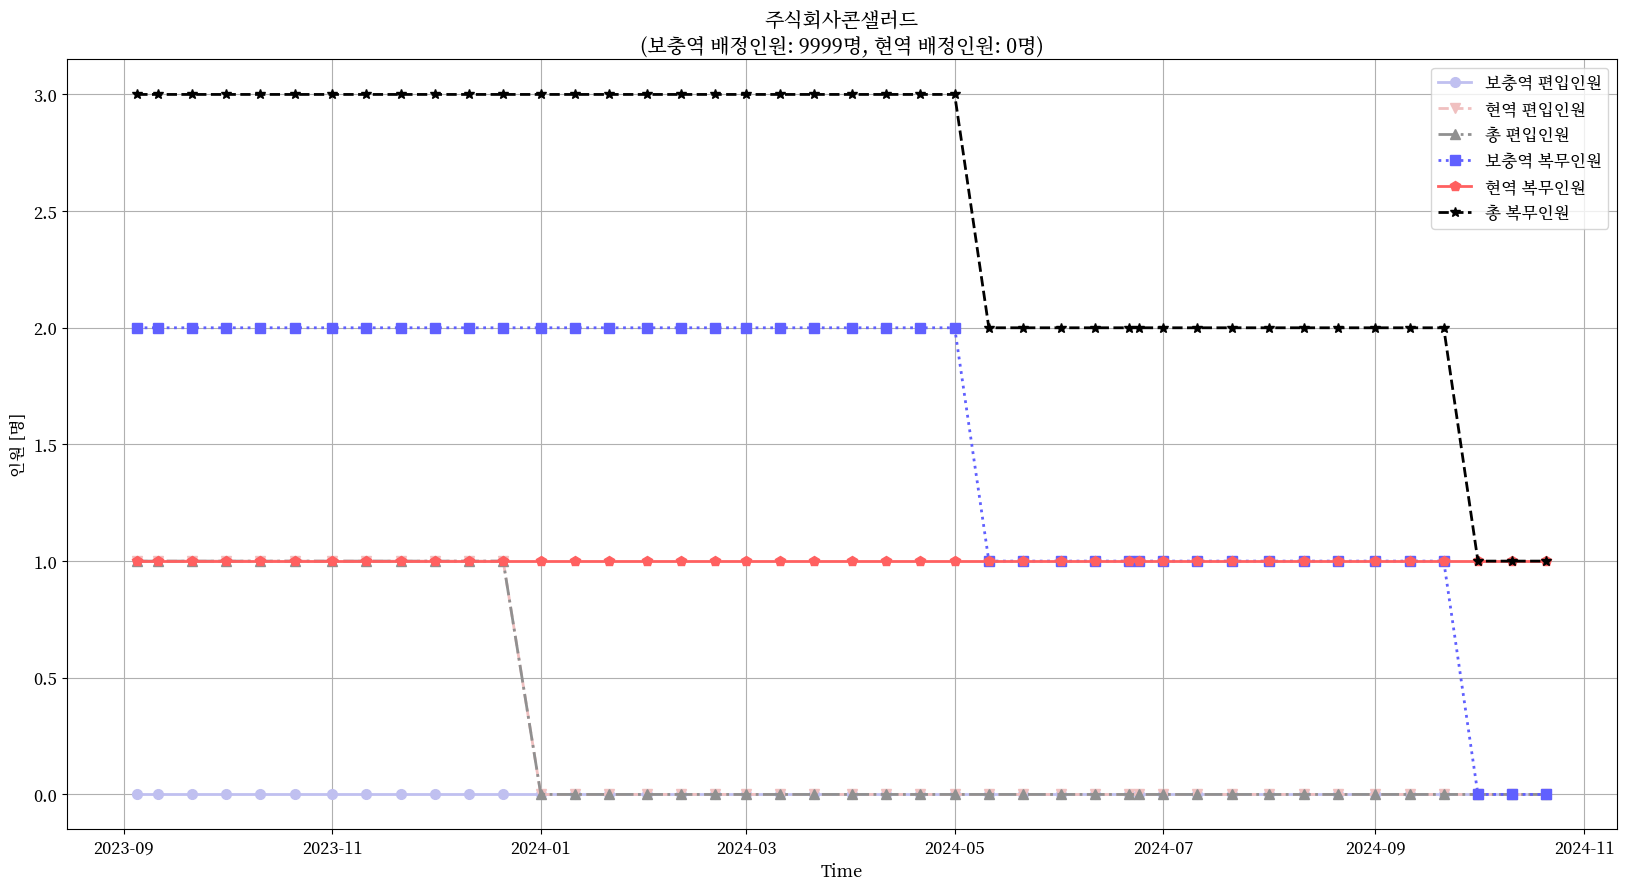 주식회사콘샐러드
(보충역 배정인원: 9999명, 현역 배정인원: 0명)
보충역 편입인원
현역 편입인원
총 편입인원
보충역 복무인원
현역 복무인원
총 복무인원
인원 [명]
3.0
2.5
2.0
1.5
1.0
0.5
0.0
2023-09
2023-11
2024-01
2024-03
2024-05
2024-07
2024-09
2024-11
Time